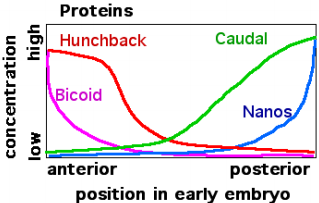 Proteins
high
concentration
low
Hunchback
Caudal
Bicoid
Nanos
anterior
posterior
position in early embryo